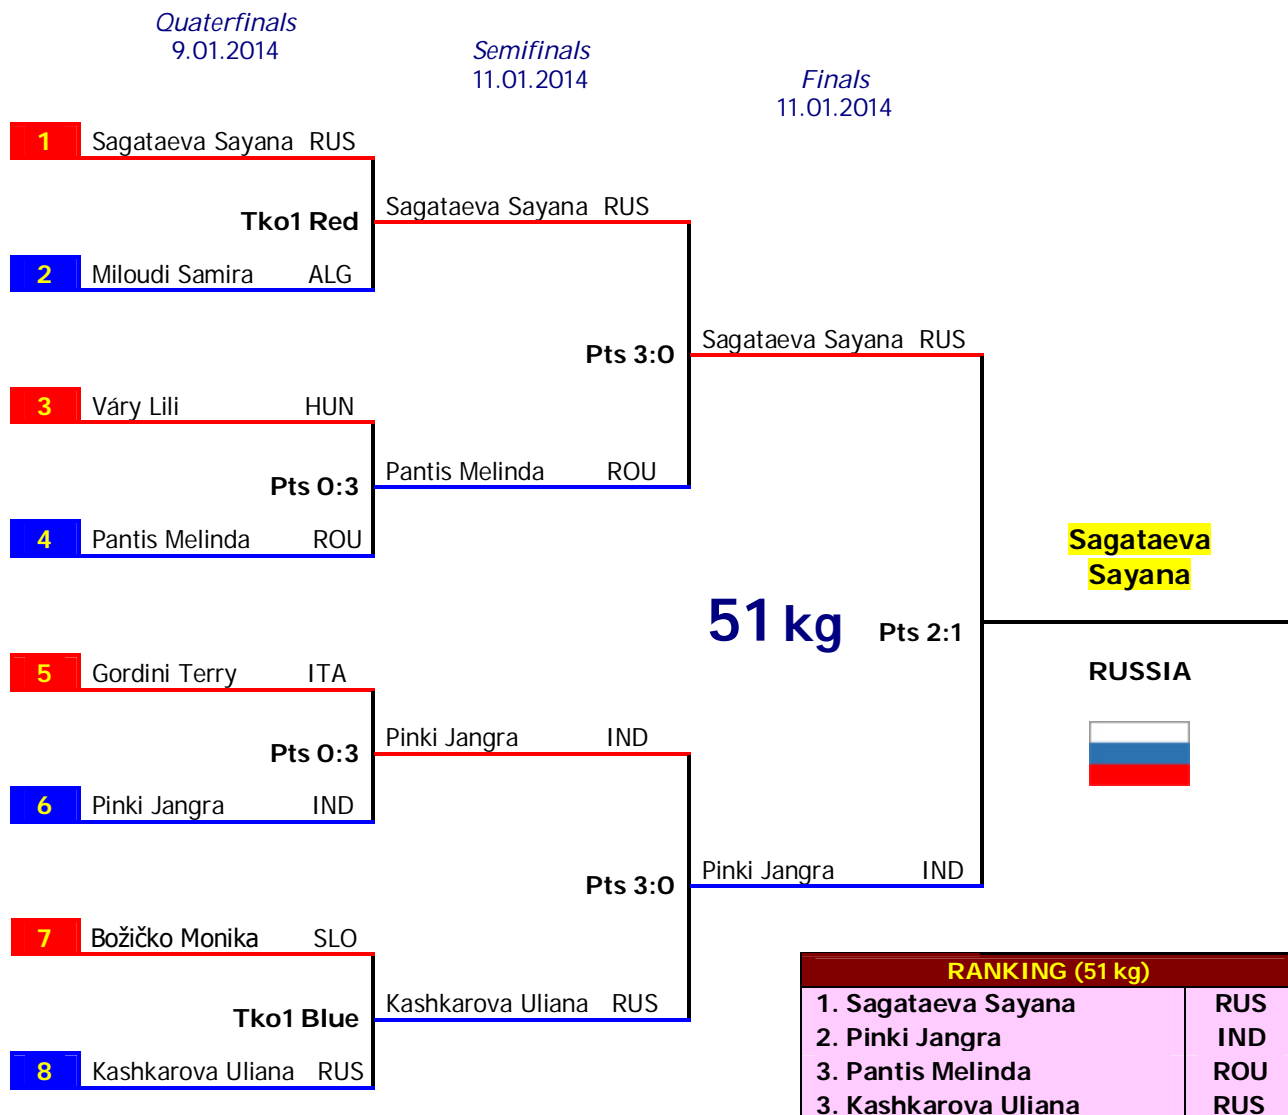 Quaterfinals
9.01.2014
Semifinals
11.01.2014
Finals
11.01.2014
1 Sagataeva Sayana RUS
Tko1 Red
Sagataeva Sayana RUS
2 Miloudi Samira ALG
Pts 3:0
Sagataeva Sayana RUS
3 Váry Lili HUN
Pts 0:3
Pantis Melinda ROU
4 Pantis Melinda ROU
Sagataeva
Sayana
51 kg Pts 2:1
RUSSIA
5 Gordini Terry ITA
Pts 0:3
Pinki Jangra IND
6 Pinki Jangra IND
Pts 3:0
Pinki Jangra IND
7 Božičko Monika SLO
Tko1 Blue
Kashkarova Uliana RUS
8 Kashkarova Uliana RUS
RANKING (51 kg)
1. Sagataeva Sayana RUS
2. Pinki Jangra IND
3. Pantis Melinda ROU
3. Kashkarova Uliana RUS